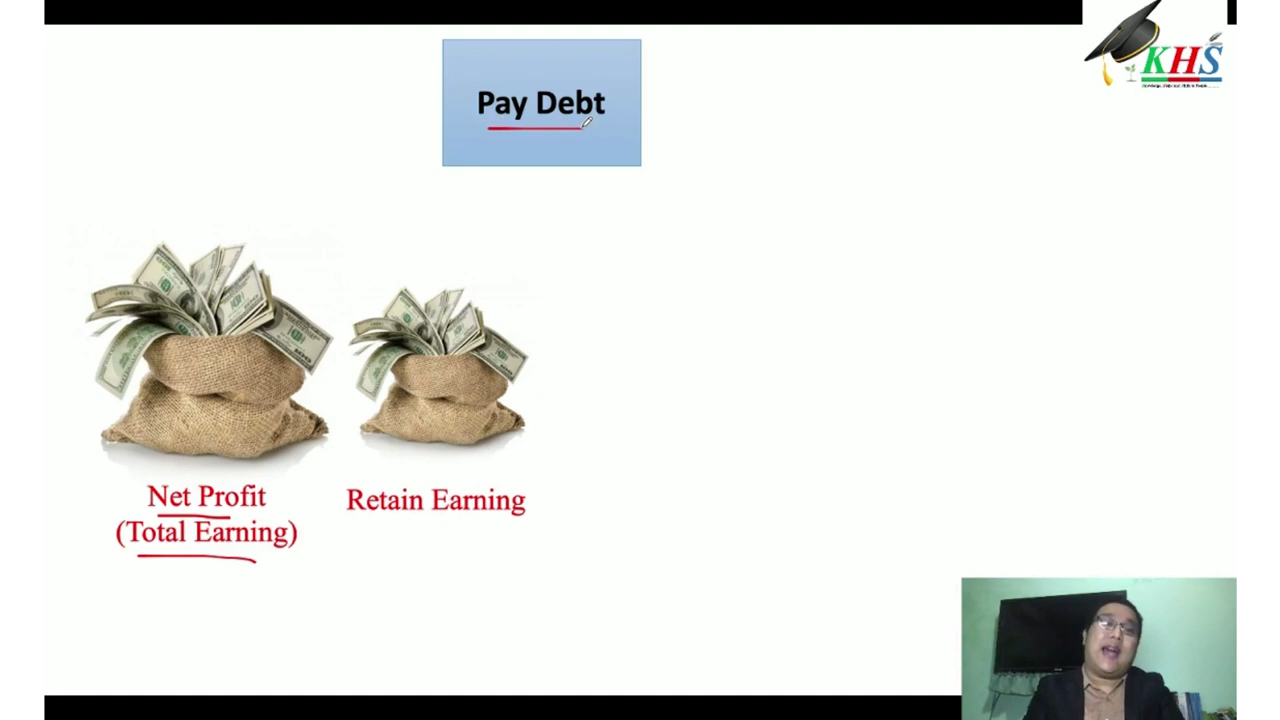 KHS
Pay Debt
Net Profit
(Total Earning)
Retain Earning